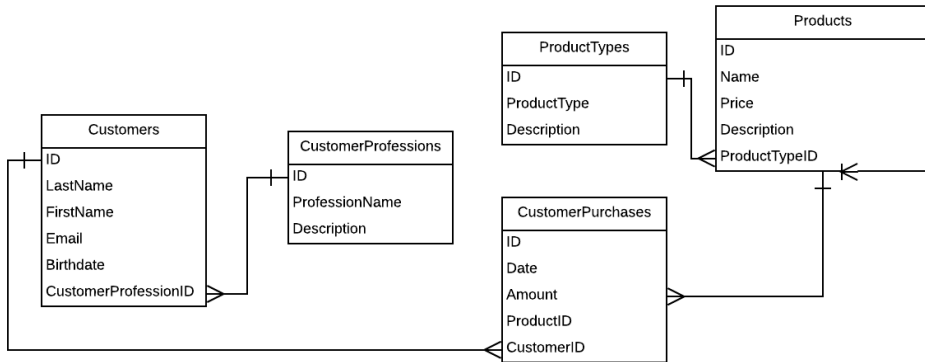 Customers
ID
LastName
FirstName
Email
Birthdate
CustomerProfessionID
CustomerProfessions
ID
ProfessionName
Description
ProductTypes
ID
ProductType
Description
Products
ID
Name
Price
Description
ProductTypeID
CustomerPurchases
ID
Date
Amount
ProductID
CustomerID